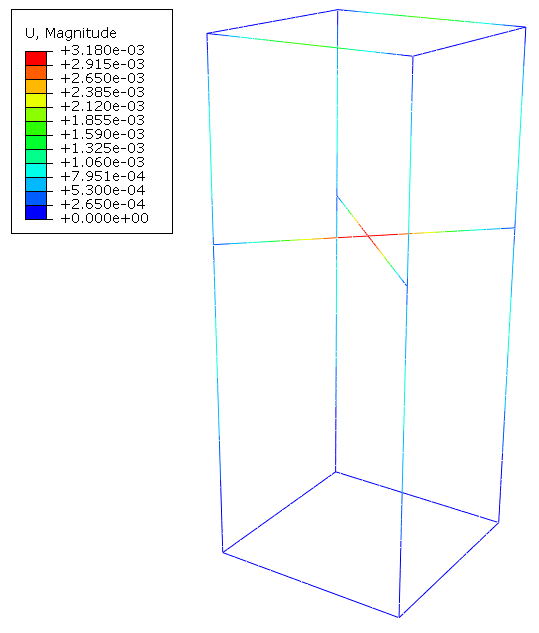 U, Magnitude
+3.180e-03
+2.915e-03
+2.650e-03
+2.385e-03
+2.120e-03
+1.855e-03
+1.590e-03
+1.325e-03
+1.060e-03
+7.951e-04
+5.300e-04
+2.650e-04
+0.000e+00